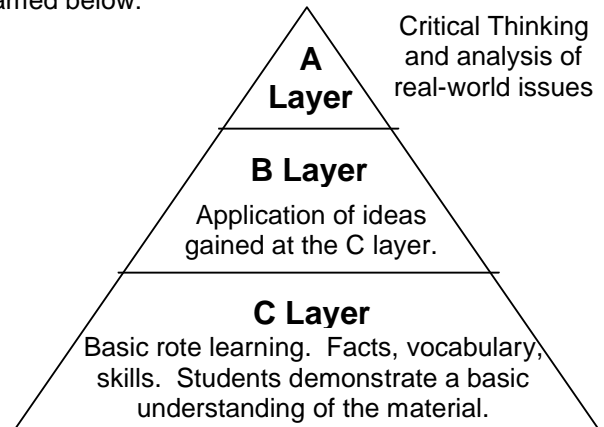 below.
Critical Thinking
and analysis of
real-world issues
A
Layer
B Layer
Application of ideas
gained at the C layer.
C Layer
Basic rote learning.  Facts, vocabulary,
skills.  Students demonstrate a basic
understanding of the material.